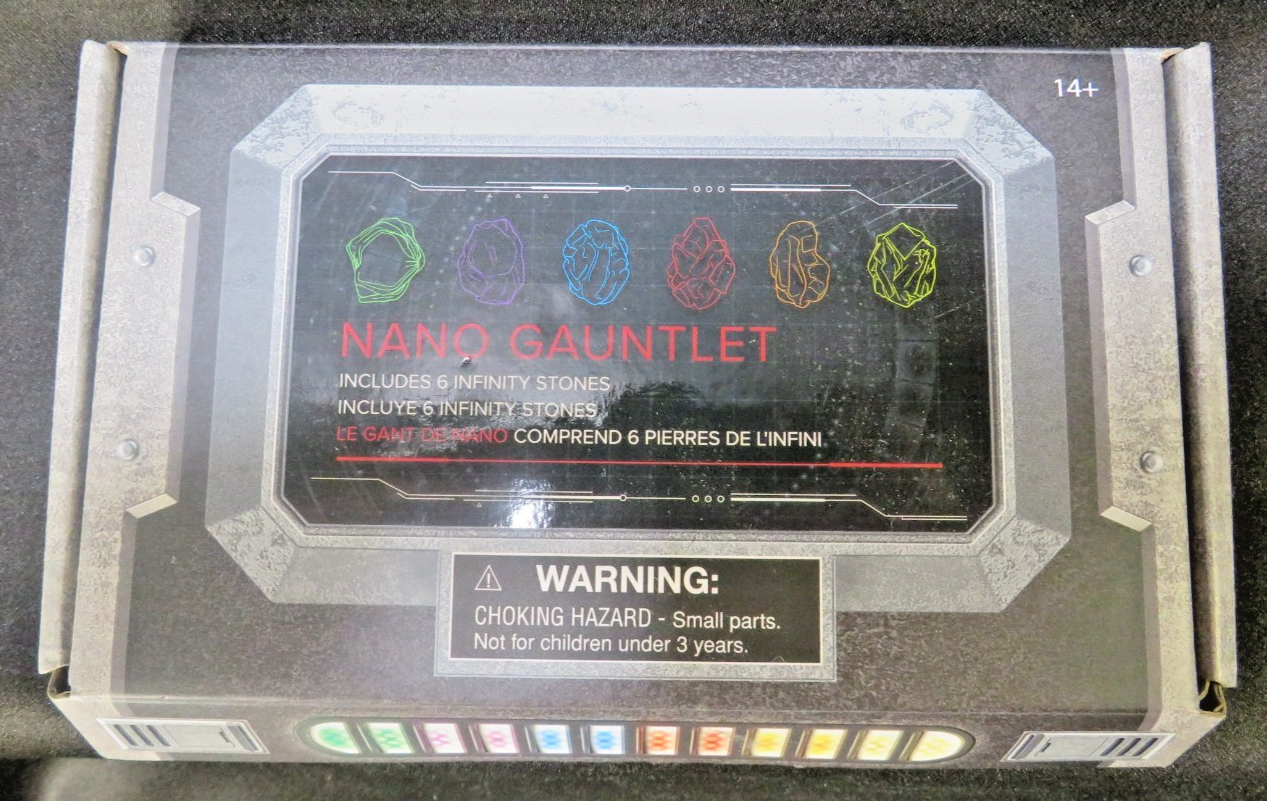 14+
NANO GAUNTLET
INCLUDES 6 INFINITY STONES
INCLUYE 6 INFINITY STONES
LE GANT DE NANO COMPREND 6 PIERRES DE L'INFINI
WARNING:
CHOKING HAZARD - Small parts.
Not for children under 3 years.